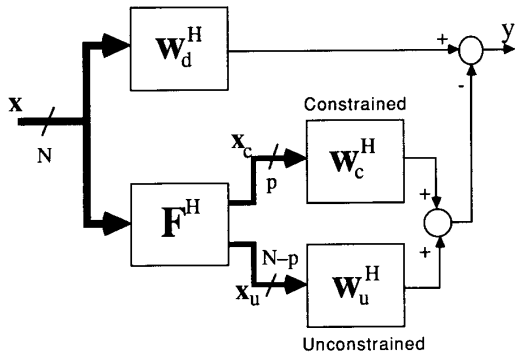 W_d^H
+
y
-
x
N
Constrained
x_c
p
W_c^H
+
F^H
+
N–p
x_u
W_u^H
Unconstrained